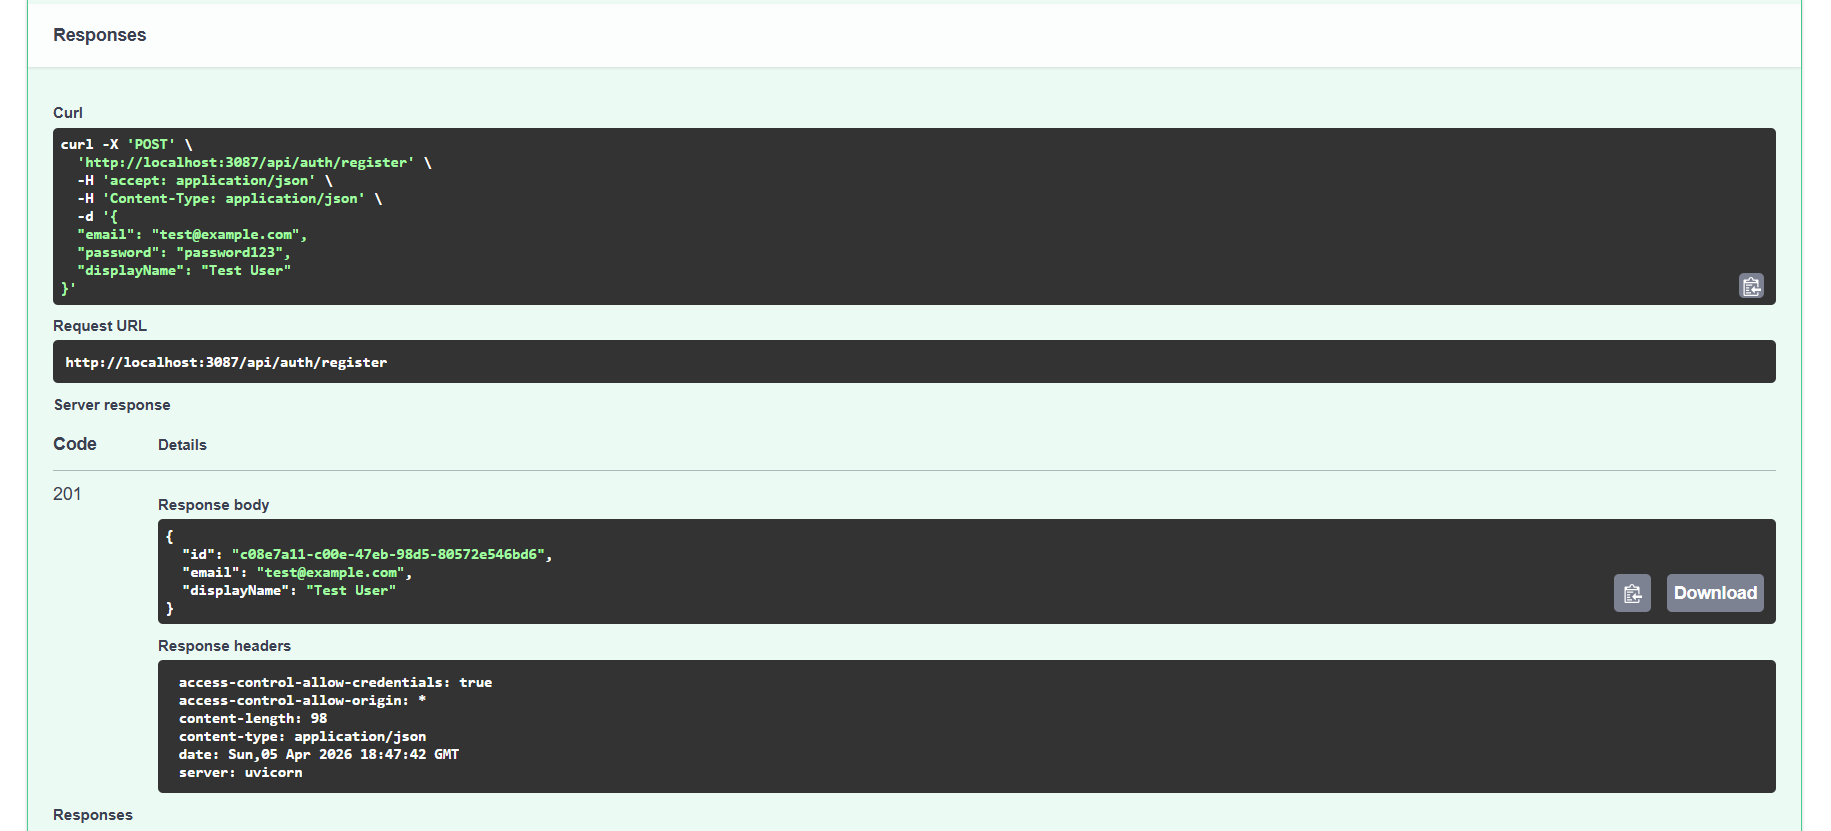 Responses
Curl
curl -X 'POST' \
  'http://localhost:3087/api/auth/register' \
  -H 'accept: application/json' \
  -H 'Content-Type: application/json' \
  -d '{
  "email": "test@example.com",
  "password": "password123",
  "displayName": "Test User"
}'
Request URL
http://localhost:3087/api/auth/register
Server response
Code Details
201
Response body
{
  "id": "c08e7a11-c00e-47eb-98d5-80572e546bd6",
  "email": "test@example.com",
  "displayName": "Test User"
}
Download
Response headers
access-control-allow-credentials: true
access-control-allow-origin: *
content-length: 98
content-type: application/json
date: Sun,05 Apr 2026 18:47:42 GMT
server: uvicorn
Responses